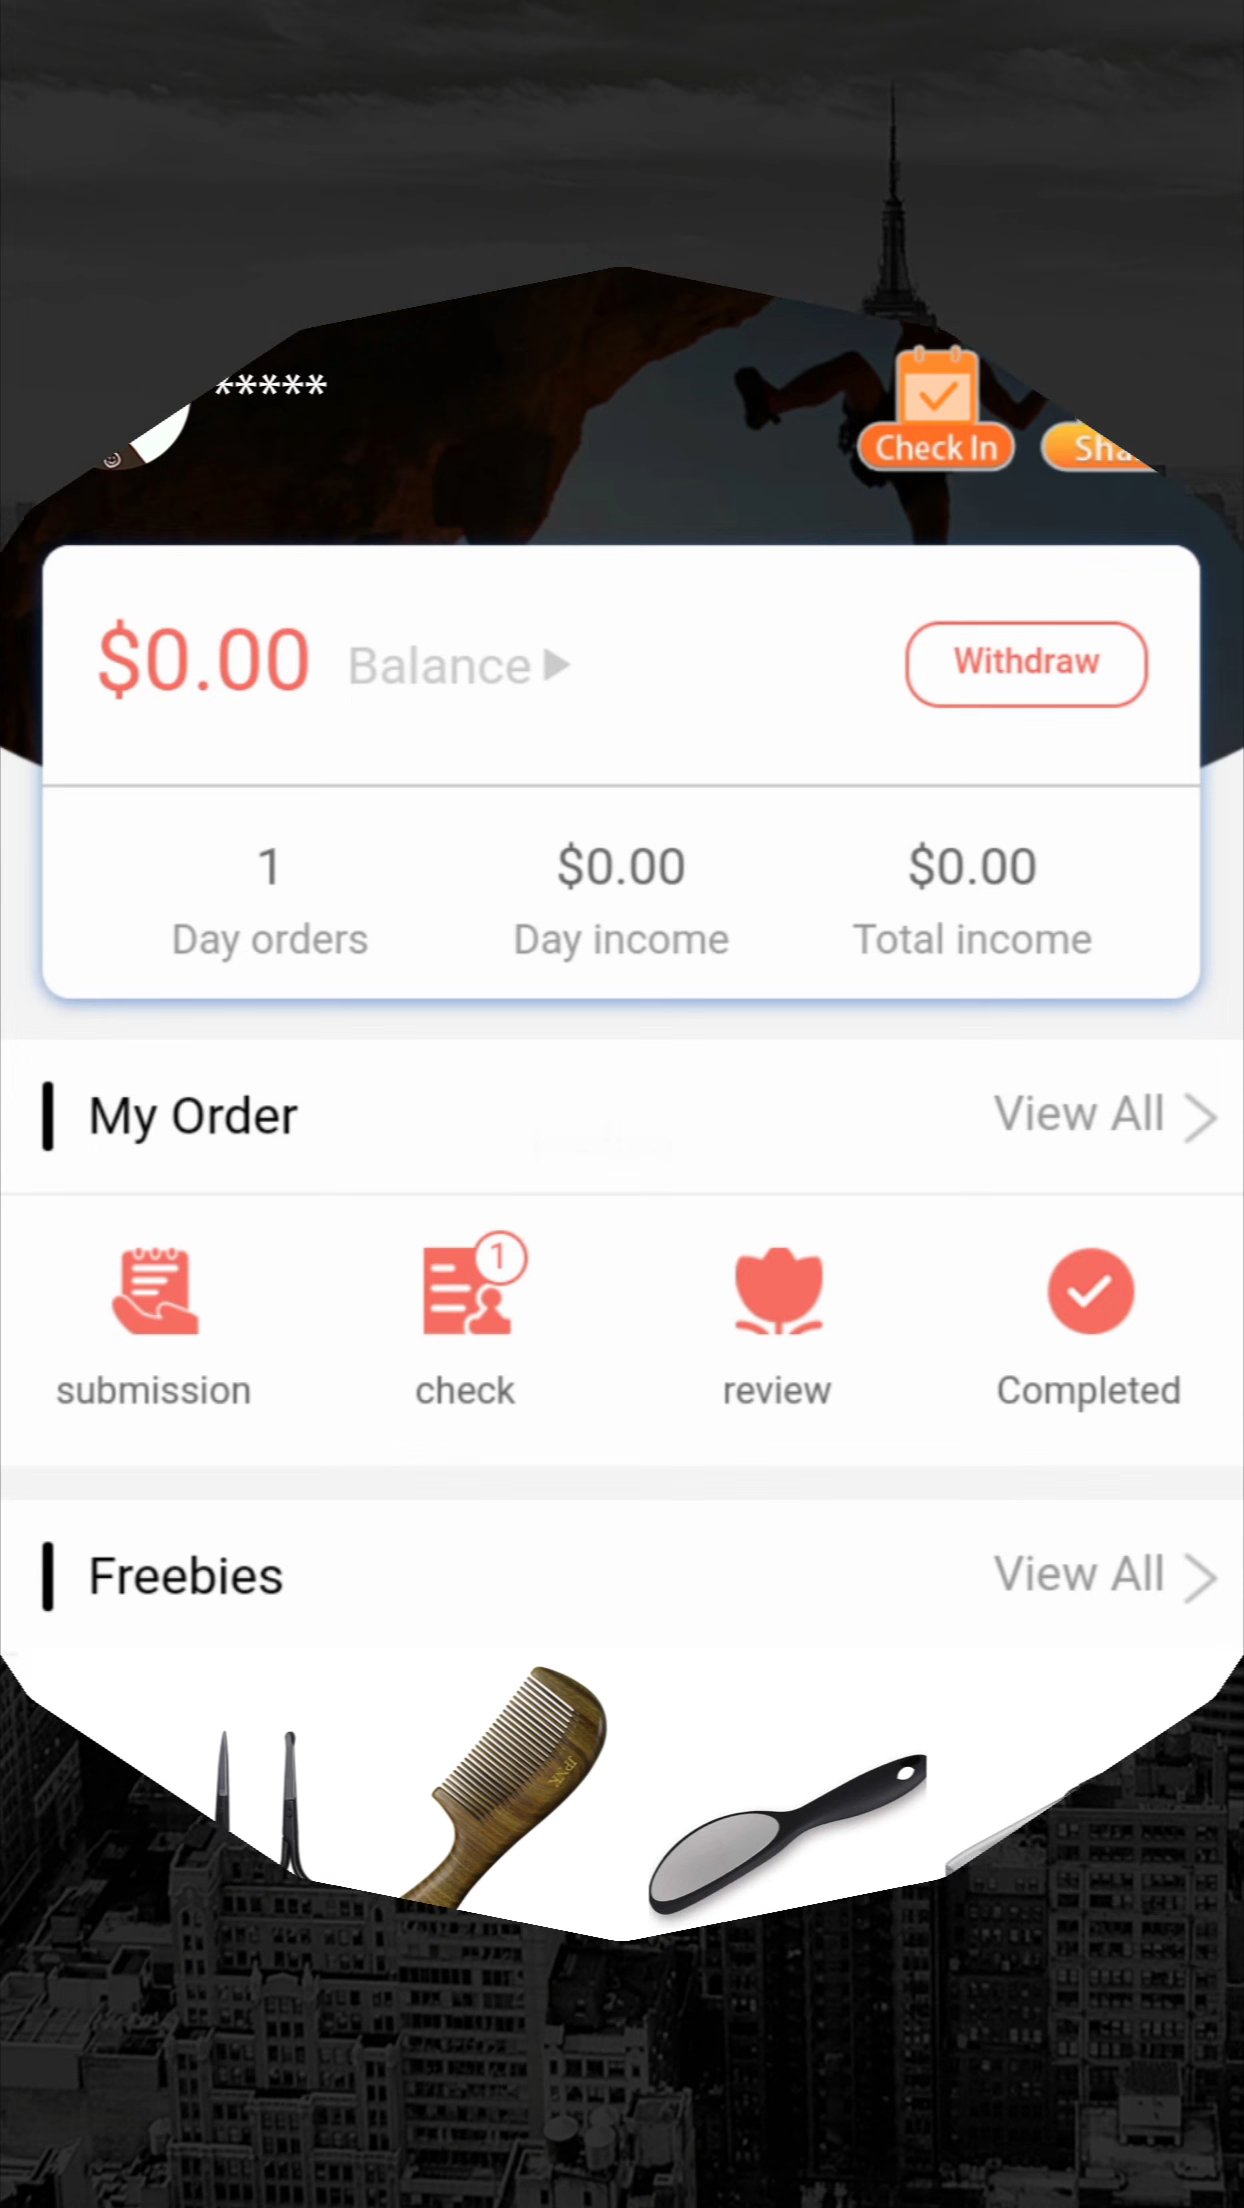 *****
Check In
Sha
$0.00 Balance
Withdraw
1
$0.00
$0.00
Day orders
Day income
Total income
My Order
View All
1
submission
check
review
Completed
Freebies
View All